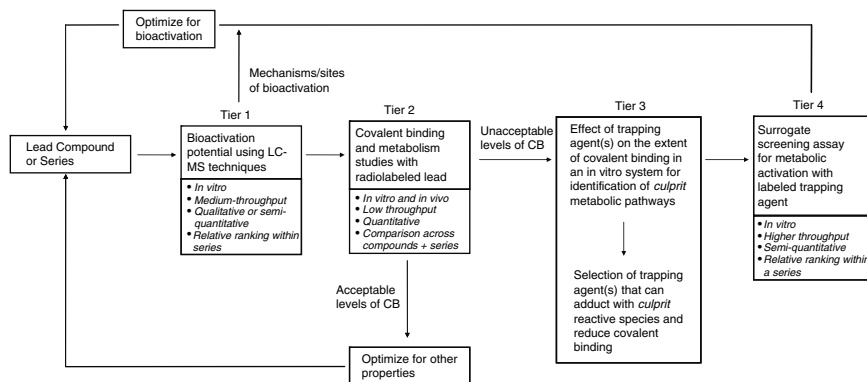 Optimize for
bioactivation
Mechanisms/sites
of bioactivation
Lead Compound
or Series
Tier 1
Bioactivation
potential using LC-
MS techniques
• In vitro
• Medium-throughput
• Qualitative or semi-
quantitative
• Relative ranking within
series
Tier 2
Covalent binding
and metabolism
studies with
radiolabeled lead
• In vitro and in vivo
• Low throughput
• Quantitative
• Comparison across
compounds + series
Unacceptable
levels of CB
Acceptable
levels of CB
Optimize for other
properties
Tier 3
Effect of trapping
agent(s) on the extent
of covalent binding in
an in vitro system for
identification of culprit
metabolic pathways
Selection of trapping
agent(s) that can
adduct with culprit
reactive species and
reduce covalent
binding
Tier 4
Surrogate
screening assay
for metabolic
activation with
labeled trapping
agent
• In vitro
• Higher throughput
• Semi-quantitative
• Relative ranking within
a series